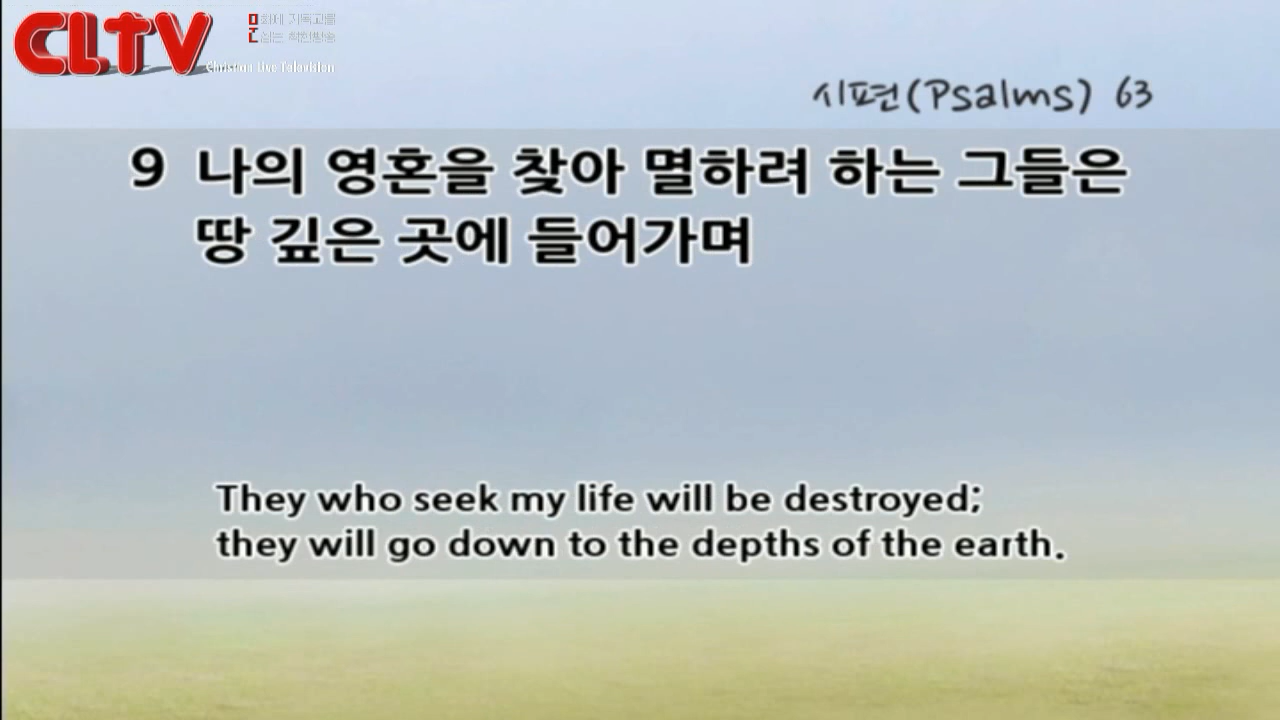 CLTV
Christian Live Television
시편(Psalms) 63
9 나의 영혼을 찾아 멸하려 하는 그들은
땅 깊은 곳에 들어가며
They who seek my life will be destroyed;
they will go down to the depths of the earth.